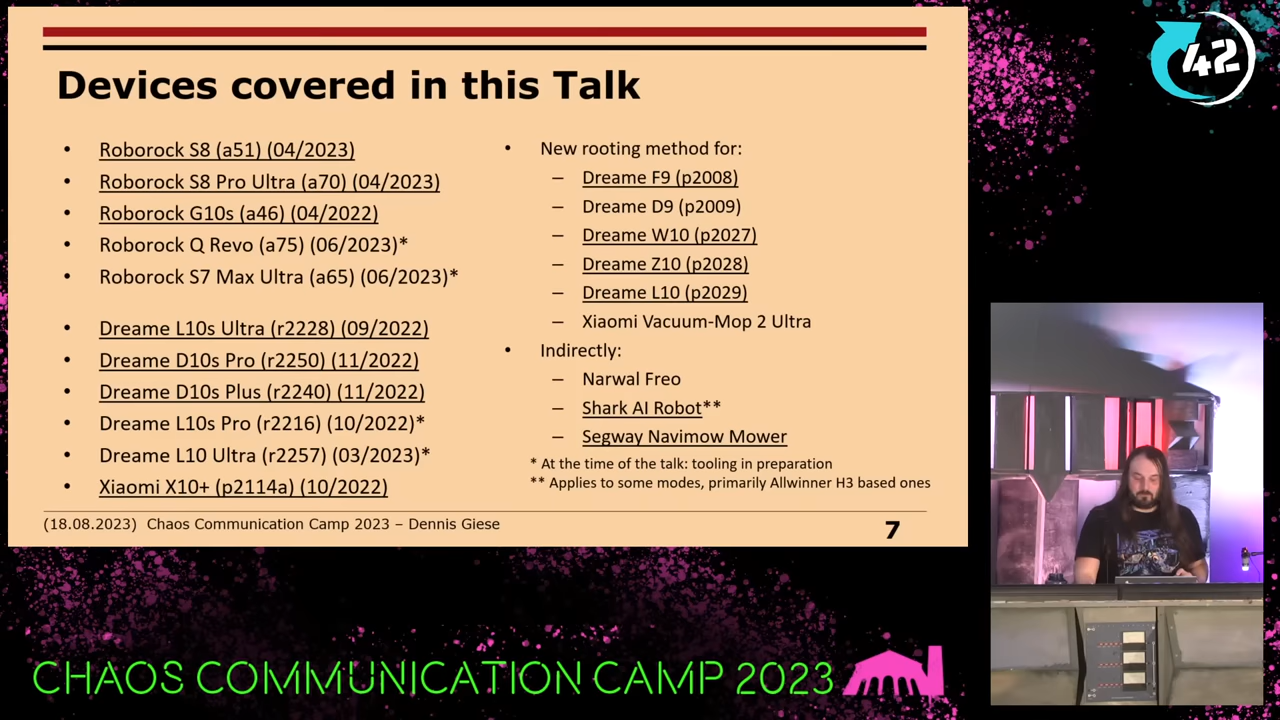 Devices covered in this Talk
• Roborock S8 (a51) (04/2023)
• Roborock S8 Pro Ultra (a70) (04/2023)
• Roborock G10s (a46) (04/2022)
• Roborock Q Revo (a75) (06/2023)*
• Roborock S7 Max Ultra (a65) (06/2023)*
• Dreame L10s Ultra (r2228) (09/2022)
• Dreame D10s Pro (r2250) (11/2022)
• Dreame D10s Plus (r2240) (11/2022)
• Dreame L10s Pro (r2216) (10/2022)*
• Dreame L10 Ultra (r2257) (03/2023)*
• Xiaomi X10+ (p2114a) (10/2022)
• New rooting method for:
– Dreame F9 (p2008)
– Dreame D9 (p2009)
– Dreame W10 (p2027)
– Dreame Z10 (p2028)
– Dreame L10 (p2029)
– Xiaomi Vacuum-Mop 2 Ultra
• Indirectly:
– Narwal Freo
– Shark AI Robot**
– Segway Navimow Mower
* At the time of the talk: tooling in preparation
** Applies to some modes, primarily Allwinner H3 based ones
(18.08.2023) Chaos Communication Camp 2023 – Dennis Giese
7
42
CHAOS COMMUNICATION CAMP 2023